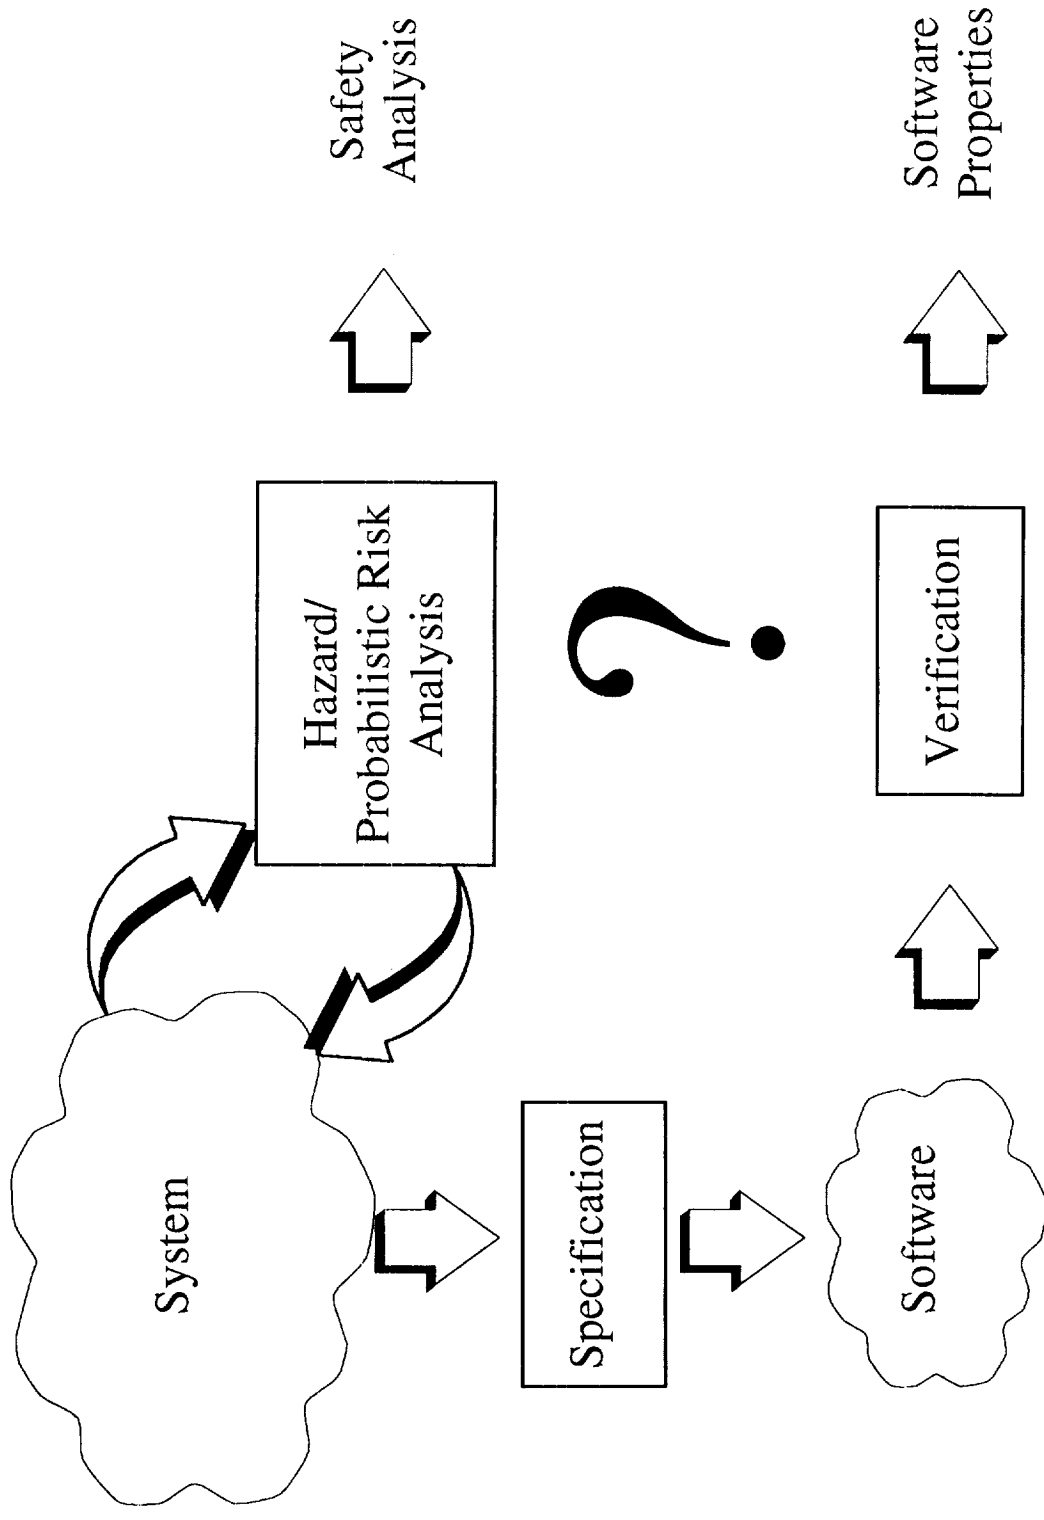 System
Hazard/
Probabilistic Risk
Analysis
Safety
Analysis
Specification
?
Software
Verification
Software
Properties